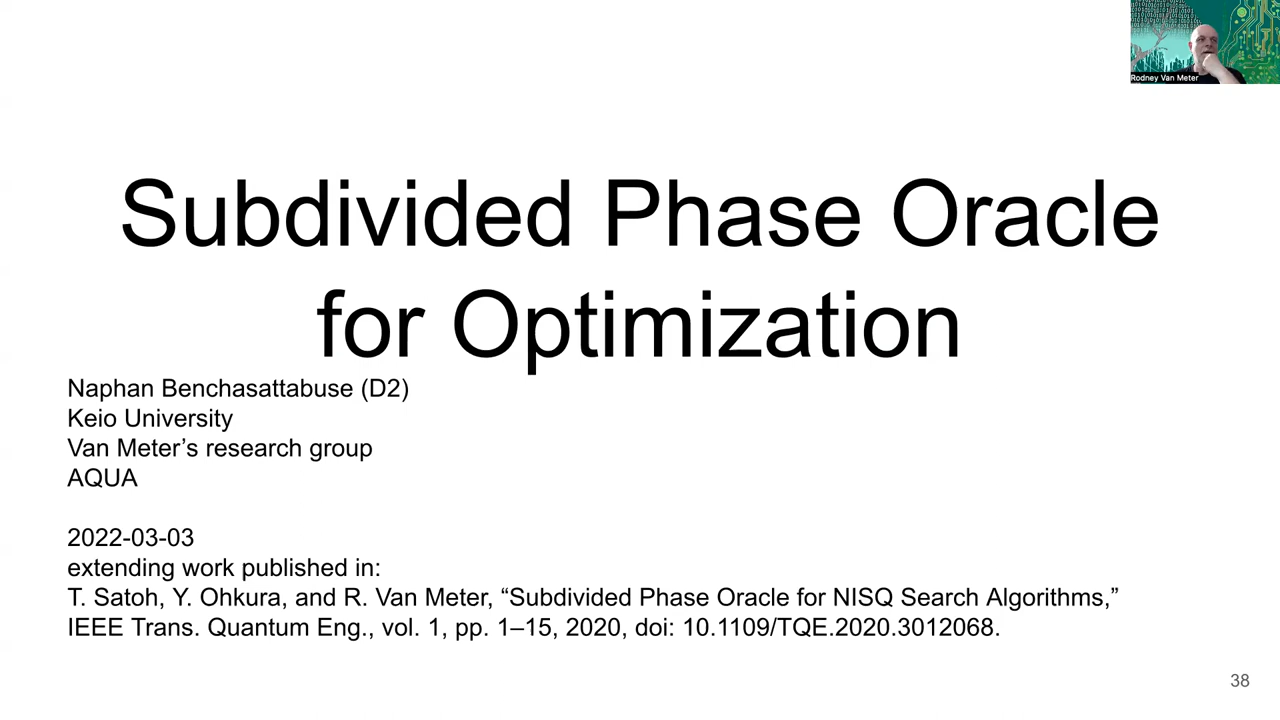 Rodney Van Meter
Subdivided Phase Oracle
for Optimization
Naphan Benchasattabuse (D2)
Keio University
Van Meter’s research group
AQUA
2022-03-03
extending work published in:
T. Satoh, Y. Ohkura, and R. Van Meter, “Subdivided Phase Oracle for NISQ Search Algorithms,”
IEEE Trans. Quantum Eng., vol. 1, pp. 1–15, 2020, doi: 10.1109/TQE.2020.3012068.
38